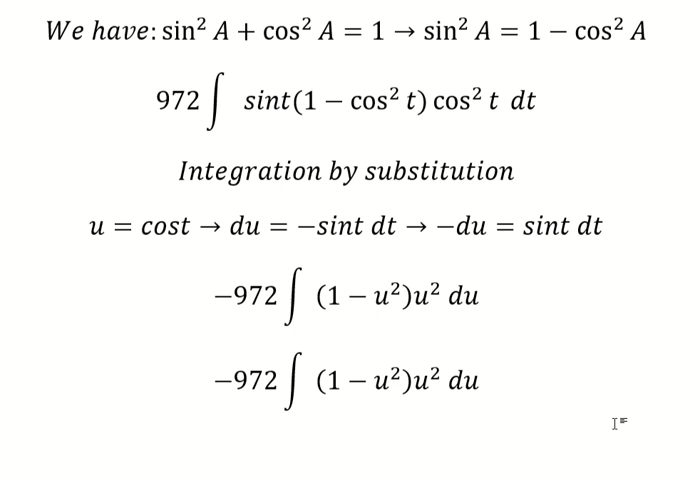 We have: sin² A + cos² A = 1 → sin² A = 1 − cos² A
972 ∫ sint(1 − cos² t) cos² t dt
Integration by substitution
u = cost → du = −sint dt → −du = sint dt
−972 ∫ (1 − u²)u² du
−972 ∫ (1 − u²)u² du